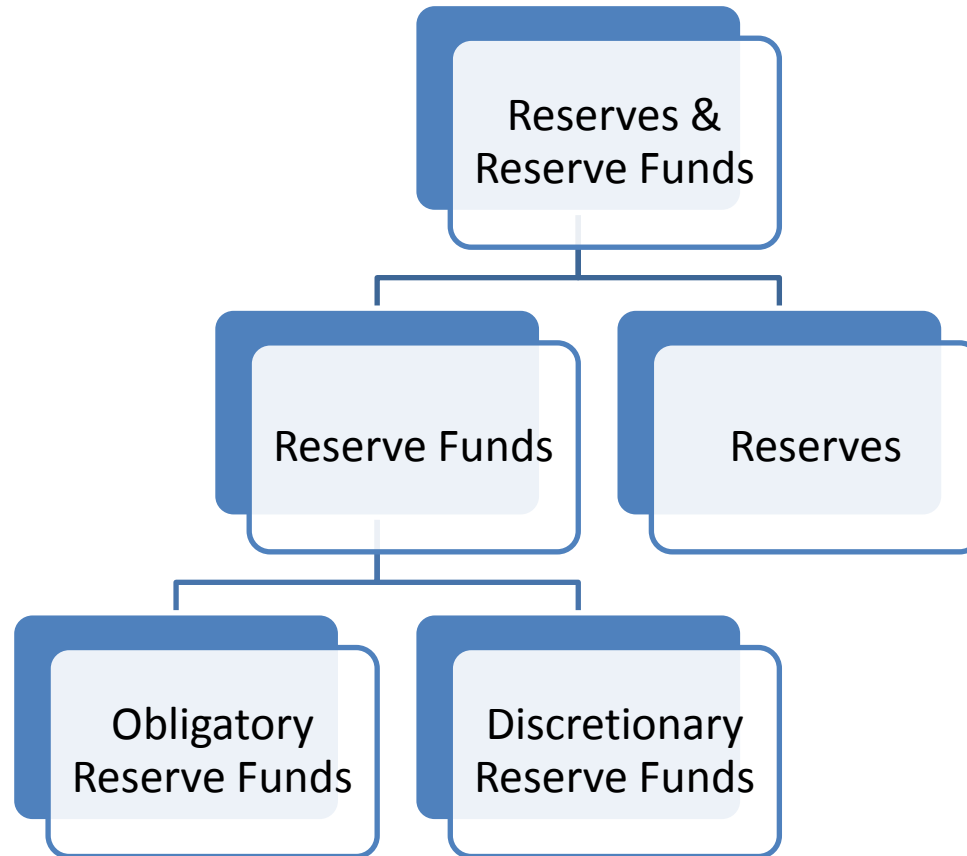 Reserves &
Reserve Funds
Reserve Funds
Reserves
Obligatory
Reserve Funds
Discretionary
Reserve Funds